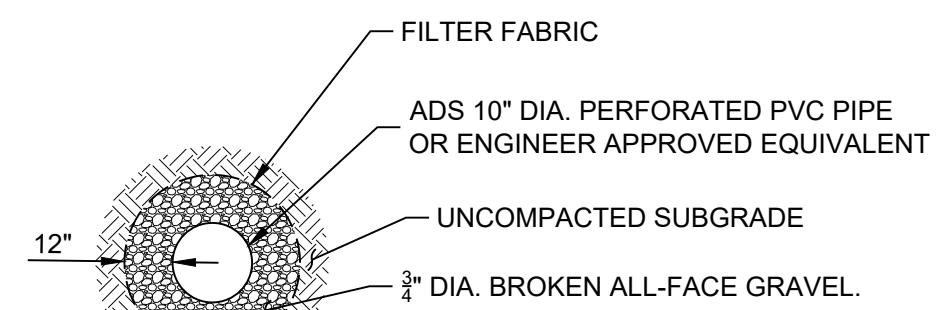 FILTER FABRIC
ADS 10" DIA. PERFORATED PVC PIPE
OR ENGINEER APPROVED EQUIVALENT
UNCOMPACTED SUBGRADE
12"
¾" DIA. BROKEN ALL-FACE GRAVEL.